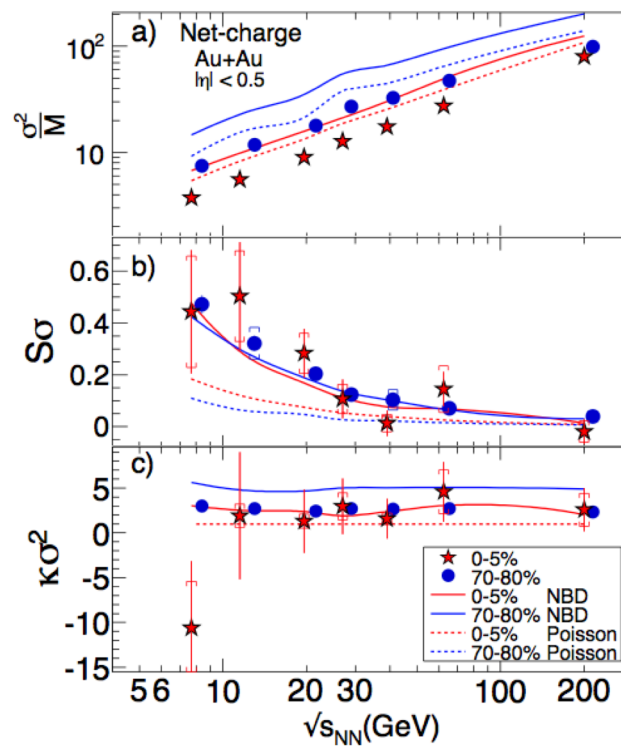 a) Net-charge
Au+Au
|η| < 0.5
10²
10
σ²/M
b)
0.6
0.4
0.2
0
Sσ
c)
10
5
0
-5
-10
-15
κσ²
0-5%
70-80%
0-5% NBD
70-80% NBD
0-5% Poisson
70-80% Poisson
5 6 10 20 30 100 200
√sNN(GeV)